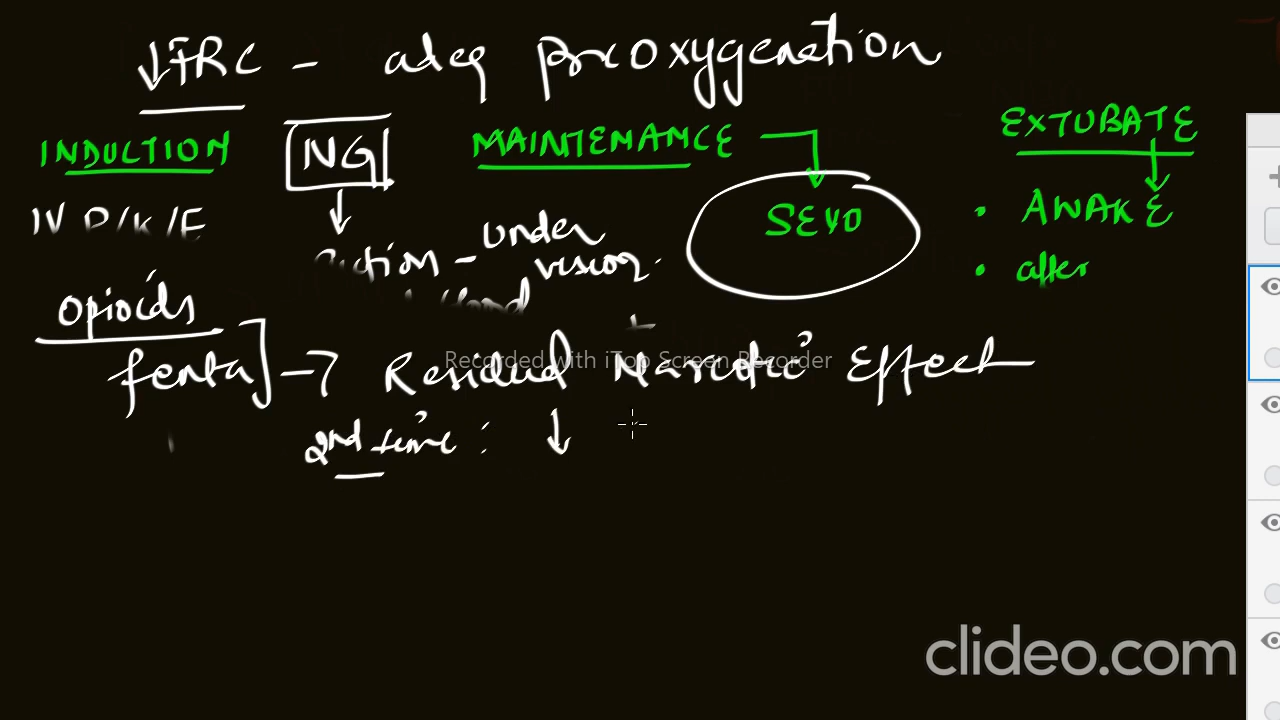 ↓FRC - adeq preoxygenation
INDUCTION
NG
MAINTENANCE
EXTUBATE
IV P/K/E
under
vision.
SEVO
• AWAKE
• after
opioids
fenta] → Residual Narcotic Effect
Recorded with iTop Screen Recorder
2nd time : ↓
clideo.com